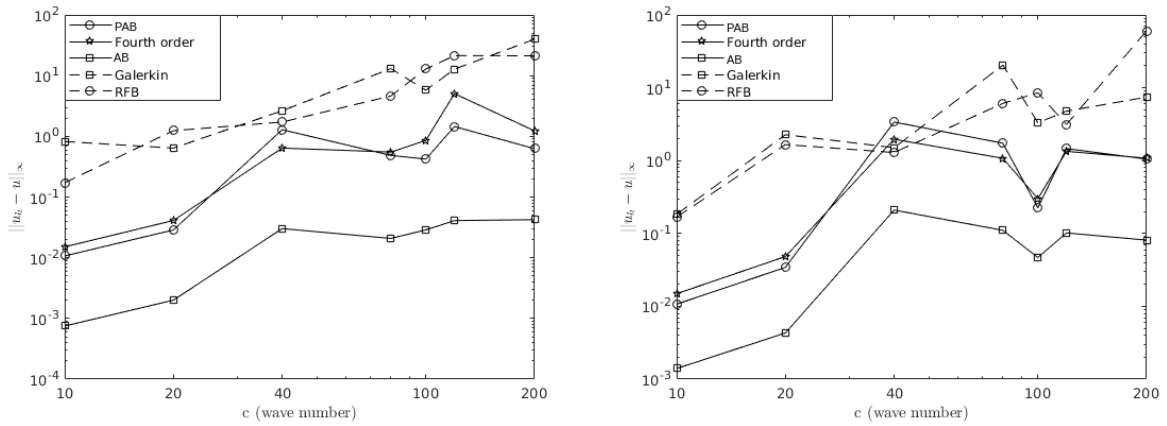 10^2
10^1
10^0
10^-1
10^-2
10^-3
10^-4
||u_h − u||_∞
PAB
Fourth order
AB
Galerkin
RFB
10 20 40 80 100 200
c (wave number)
10^2
10^1
10^0
10^-1
10^-2
10^-3
||u_h − u||_∞
PAB
Fourth order
AB
Galerkin
RFB
10 20 40 80 100 200
c (wave number)